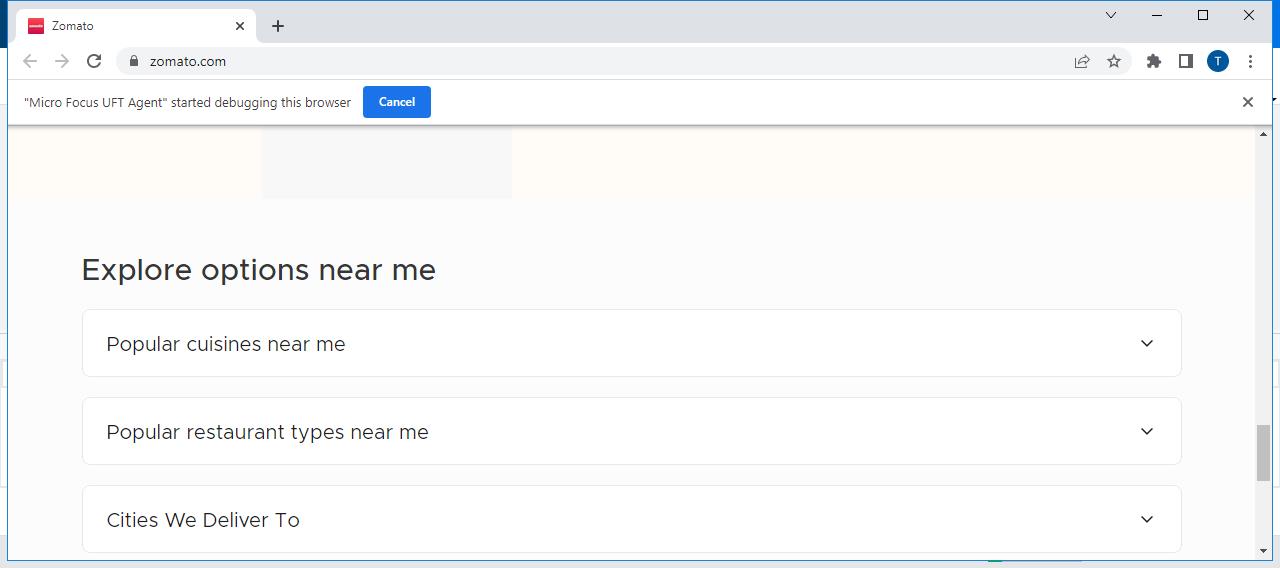 Zomato
zomato.com
T
"Micro Focus UFT Agent" started debugging this browser
Cancel
Explore options near me
Popular cuisines near me
Popular restaurant types near me
Cities We Deliver To